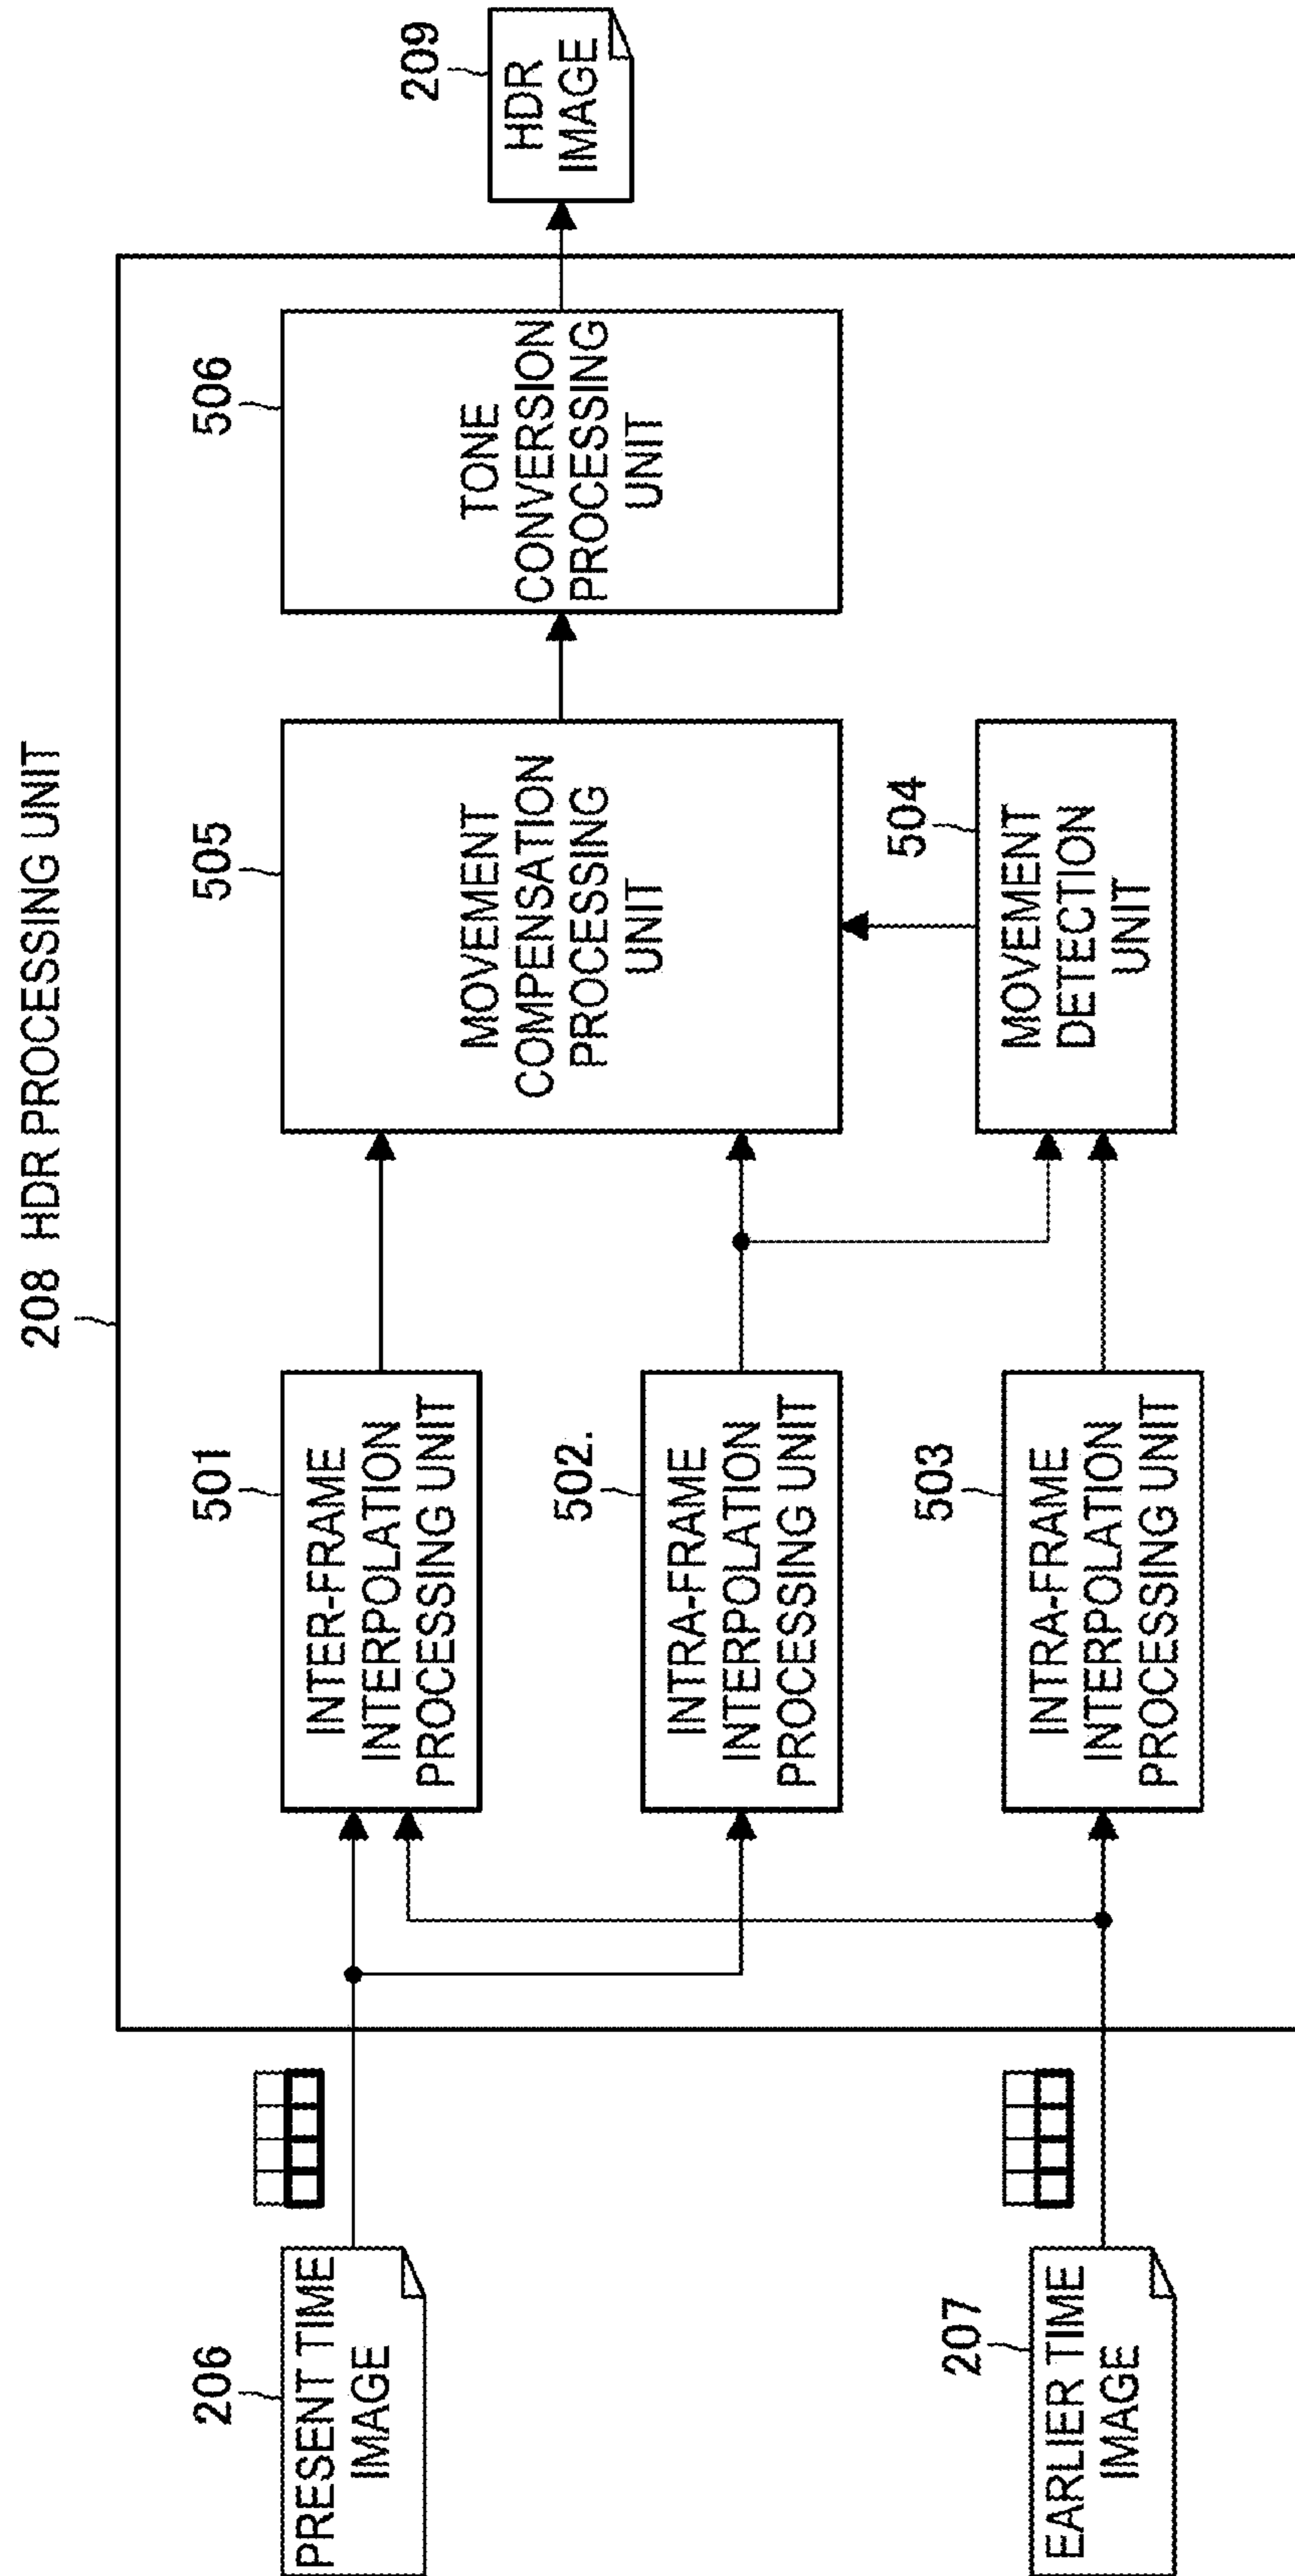 208 HDR PROCESSING UNIT
206
PRESENT TIME
IMAGE
207
EARLIER TIME
IMAGE
501
INTER-FRAME
INTERPOLATION
PROCESSING UNIT
502.
INTRA-FRAME
INTERPOLATION
PROCESSING UNIT
503
INTRA-FRAME
INTERPOLATION
PROCESSING UNIT
505
MOVEMENT
COMPENSATION
PROCESSING
UNIT
504
MOVEMENT
DETECTION
UNIT
506
TONE
CONVERSION
PROCESSING
UNIT
209
HDR
IMAGE